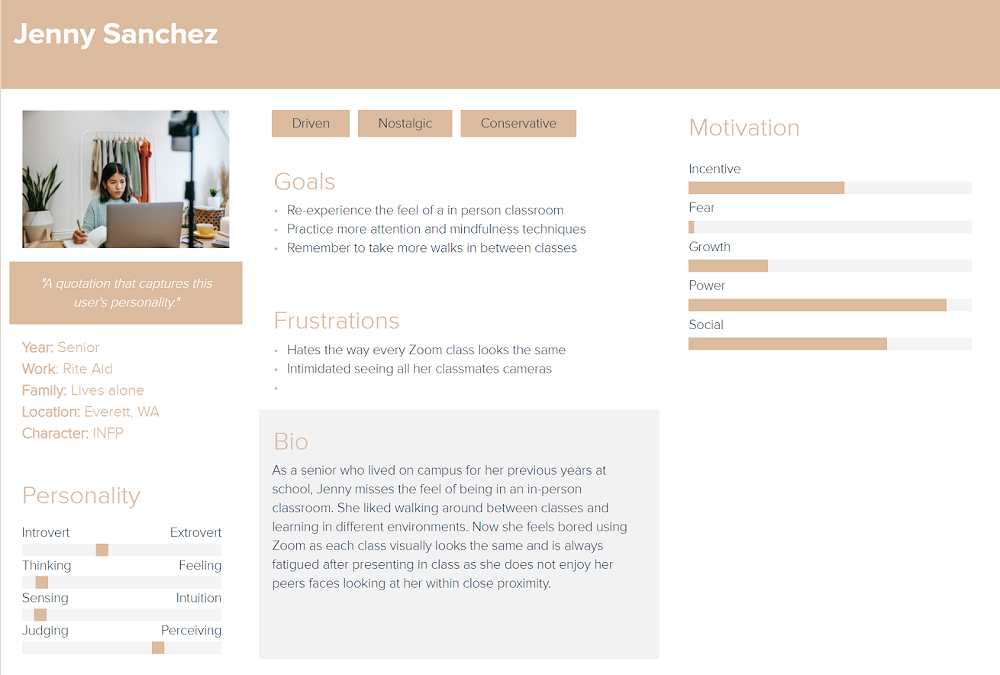 Jenny Sanchez
"A quotation that captures this
user's personality."
Year: Senior
Work: Rite Aid
Family: Lives alone
Location: Everett, WA
Character: INFP
Personality
Introvert Extrovert
Thinking Feeling
Sensing Intuition
Judging Perceiving
Driven Nostalgic Conservative
Goals
• Re-experience the feel of a in person classroom
• Practice more attention and mindfulness techniques
• Remember to take more walks in between classes
Frustrations
• Hates the way every Zoom class looks the same
• Intimidated seeing all her classmates cameras
•
Bio
As a senior who lived on campus for her previous years at
school, Jenny misses the feel of being in an in-person
classroom. She liked walking around between classes and
learning in different environments. Now she feels bored using
Zoom as each class visually looks the same and is always
fatigued after presenting in class as she does not enjoy her
peers faces looking at her within close proximity.
Motivation
Incentive
Fear
Growth
Power
Social